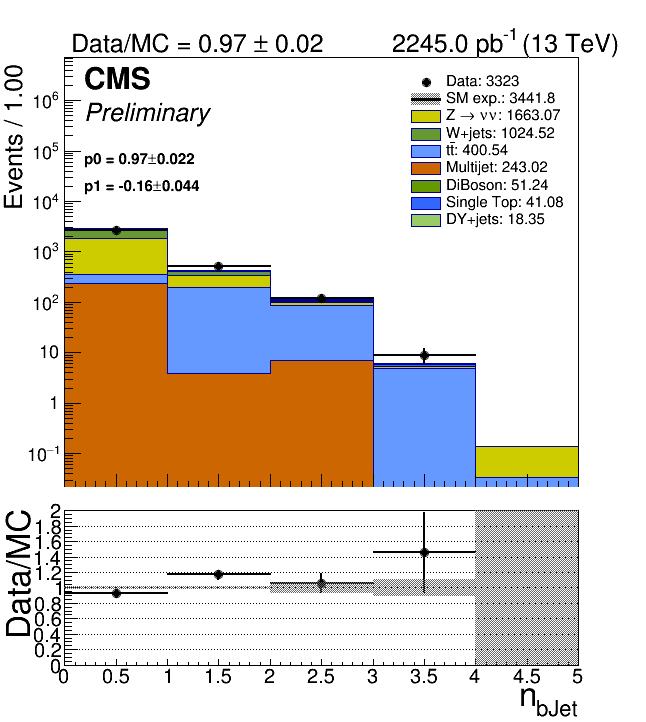 Data/MC = 0.97 ± 0.02 2245.0 pb⁻¹ (13 TeV)
CMS
Preliminary
p0 = 0.97±0.022
p1 = -0.16±0.044
Data: 3323
SM exp.: 3441.8
Z → νν: 1663.07
W+jets: 1024.52
tt̄: 400.54
Multijet: 243.02
DiBoson: 51.24
Single Top: 41.08
DY+jets: 18.35
Events / 1.00
10⁶
10⁵
10⁴
10³
10²
10
1
10⁻¹
Data/MC
2
1.8
1.6
1.4
1.2
1
0.8
0.6
0.4
0.2
0
0 0.5 1 1.5 2 2.5 3 3.5 4 4.5 5
n_bJet